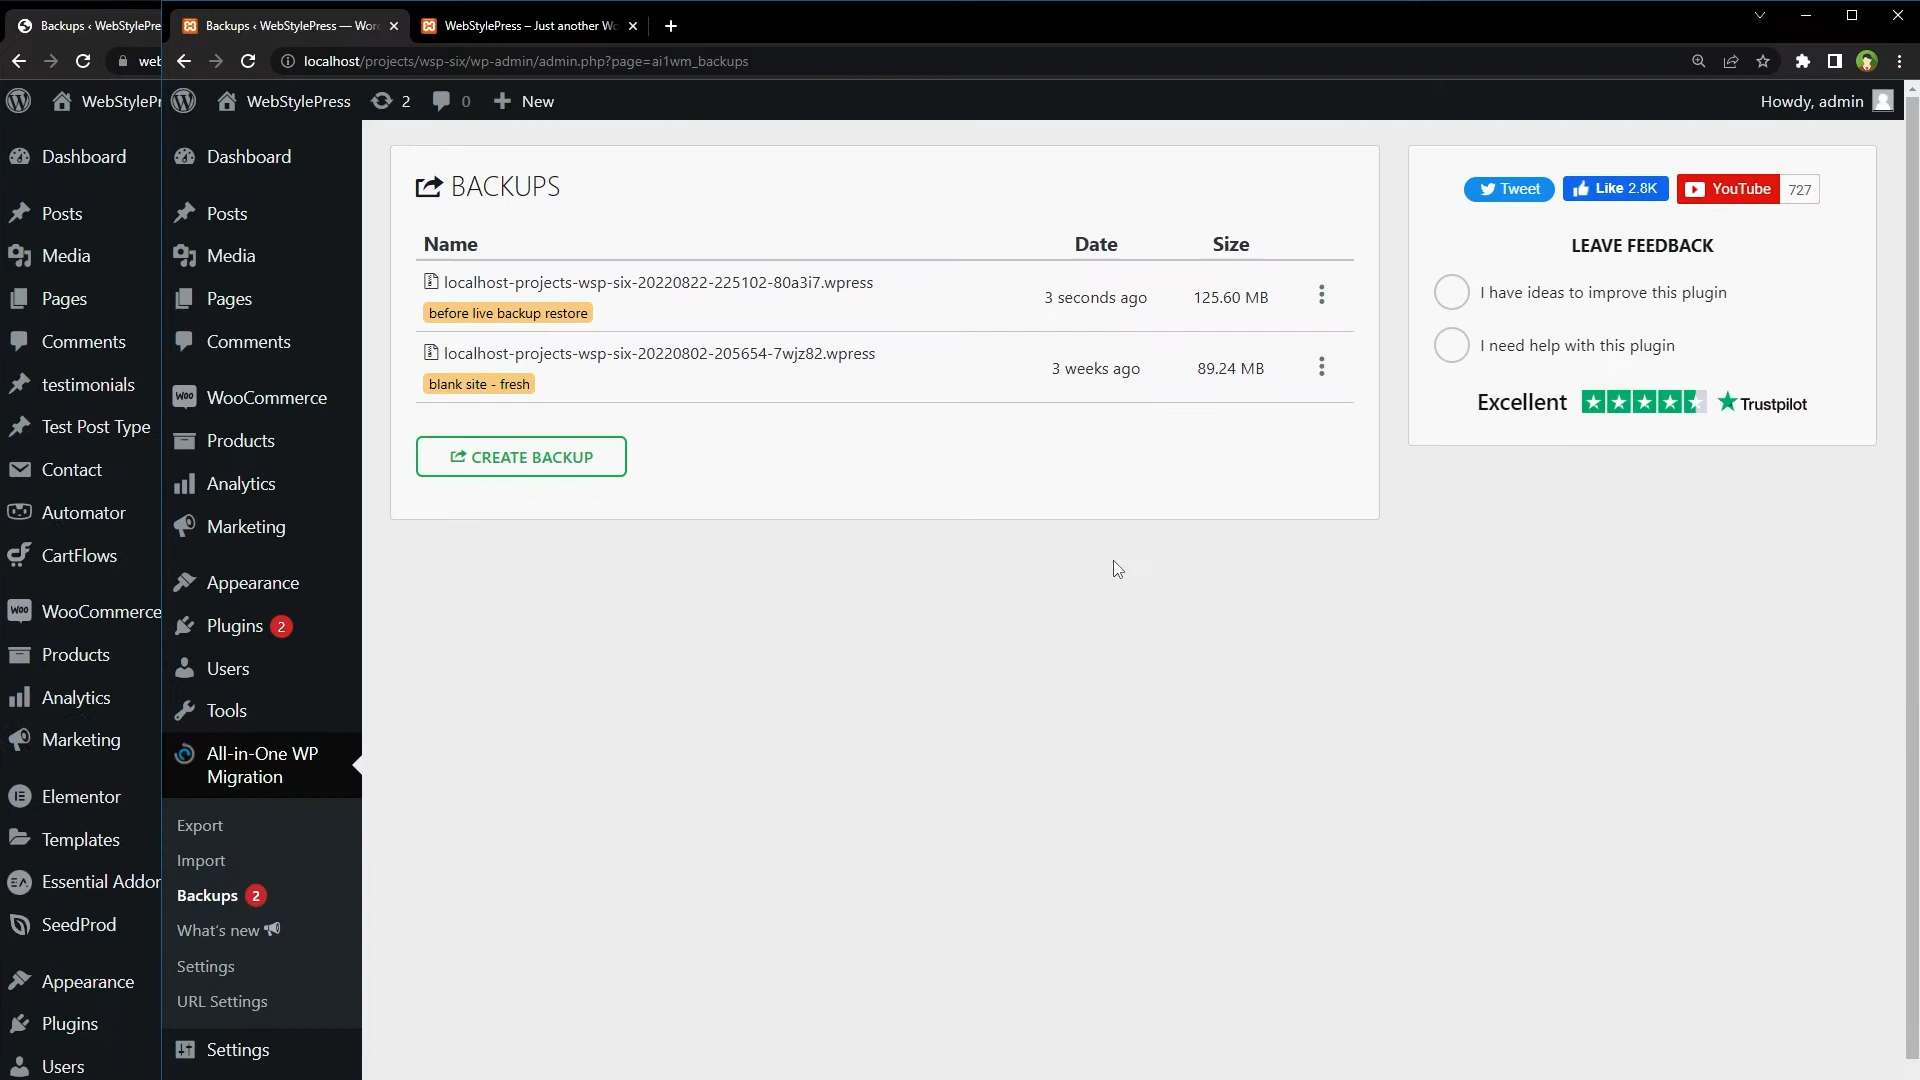 Backups ‹ WebStylePre
Backups ‹ WebStylePress — Wor
WebStylePress – Just another Wo
web
localhost/projects/wsp-six/wp-admin/admin.php?page=ai1wm_backups
WebStylePr
WebStylePress
2
0
New
Howdy, admin
Dashboard
Posts
Media
Pages
Comments
testimonials
Test Post Type
Contact
Automator
CartFlows
Woo
WooCommerce
Products
Analytics
Marketing
Elementor
Templates
EA
Essential Addon
SeedProd
Appearance
Plugins
Users
Dashboard
Posts
Media
Pages
Comments
Woo
WooCommerce
Products
Analytics
Marketing
Appearance
Plugins 2
Users
Tools
All-in-One WP
Migration
Export
Import
Backups 2
What's new
Settings
URL Settings
Settings
BACKUPS
Name Date Size
localhost-projects-wsp-six-20220822-225102-80a3i7.wpress
before live backup restore
3 seconds ago 125.60 MB
localhost-projects-wsp-six-20220802-205654-7wjz82.wpress
blank site - fresh
3 weeks ago 89.24 MB
CREATE BACKUP
Tweet
Like 2.8K
YouTube 727
LEAVE FEEDBACK
I have ideas to improve this plugin
I need help with this plugin
Excellent Trustpilot